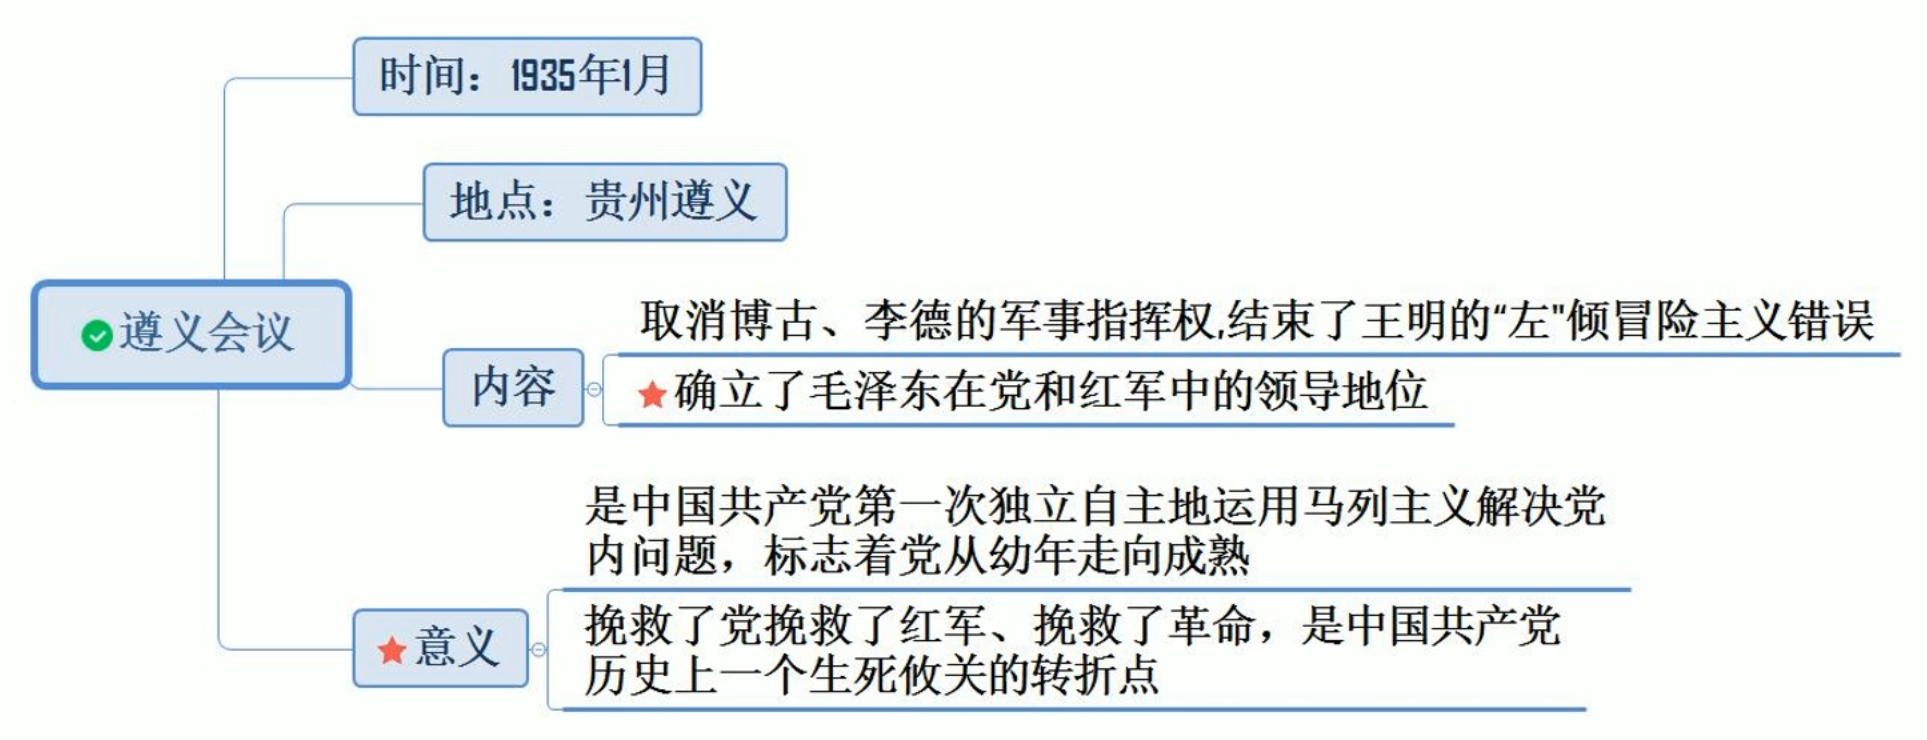 时间：1935年1月
地点：贵州遵义
遵义会议
取消博古、李德的军事指挥权,结束了王明的“左"倾冒险主义错误
内容
确立了毛泽东在党和红军中的领导地位
是中国共产党第一次独立自主地运用马列主义解决党
内问题，标志着党从幼年走向成熟
意义
挽救了党挽救了红军、挽救了革命，是中国共产党
历史上一个生死攸关的转折点